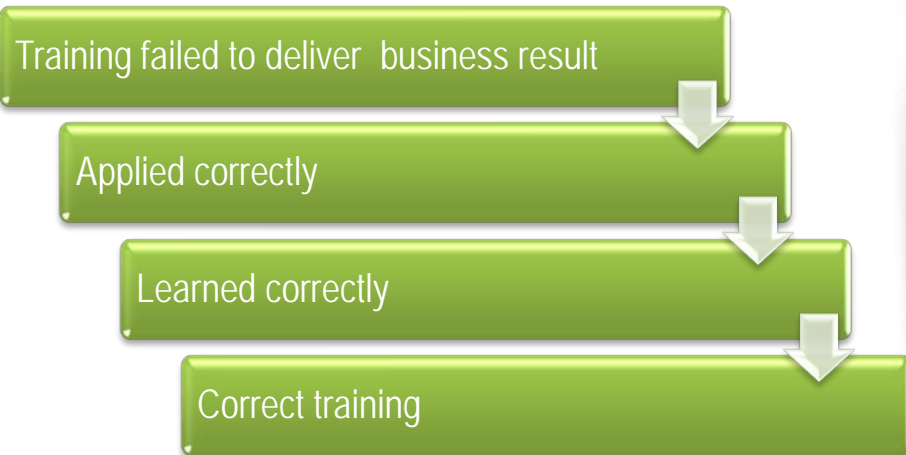 Training failed to deliver business result
Applied correctly
Learned correctly
Correct training